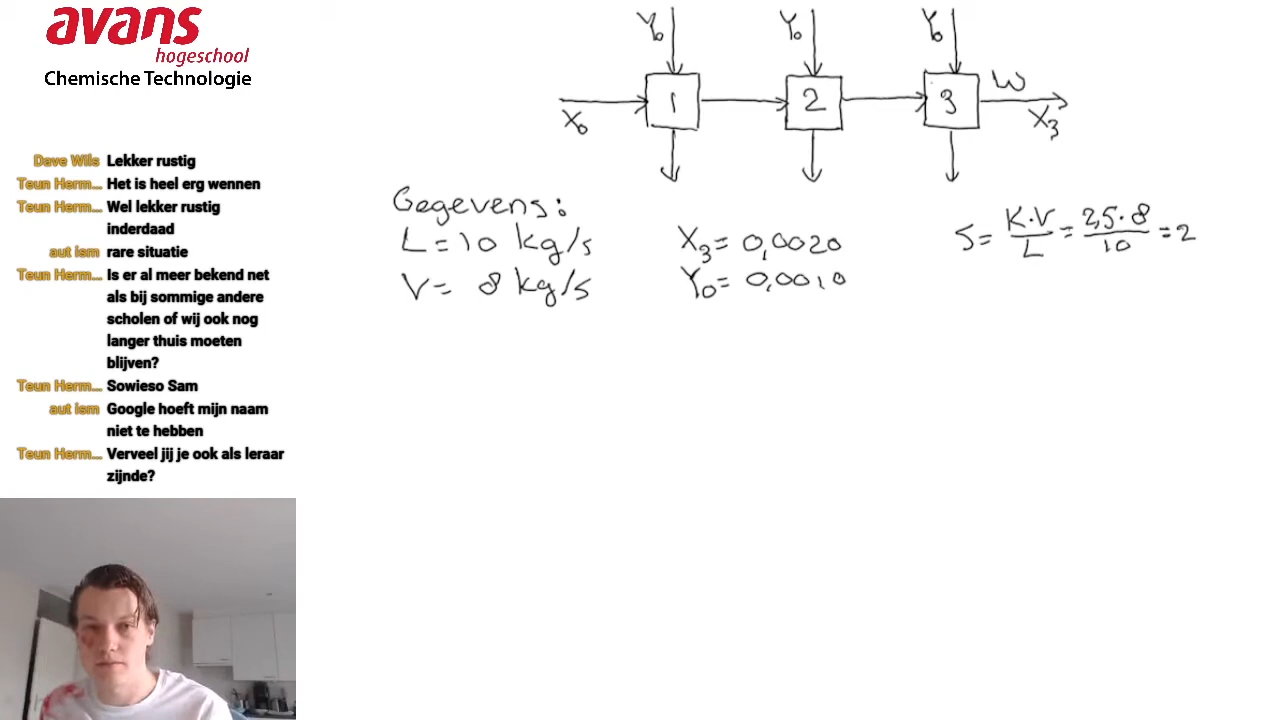 avans
hogeschool
Chemische Technologie
Dave Wils Lekker rustig
Teun Herm... Het is heel erg wennen
Teun Herm... Wel lekker rustig
inderdaad
aut ism rare situatie
Teun Herm... Is er al meer bekend net
als bij sommige andere
scholen of wij ook nog
langer thuis moeten
blijven?
Teun Herm... Sowieso Sam
aut ism Google hoeft mijn naam
niet te hebben
Teun Herm... Verveel jij je ook als leraar
zijnde?
Y₀ Y₀ Y₀
1 2 3 W
X₀ X₃
Gegevens:
L = 10 kg/s X₃ = 0,0020 S = K·V/L = 2,5·8/10 = 2
V = 8 kg/s Y₀ = 0,0010